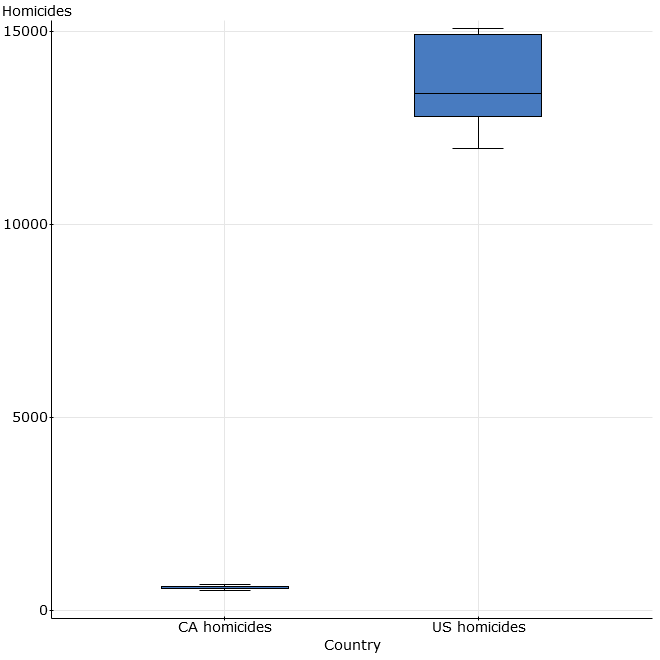 Homicides
15000
10000
5000
0
CA homicides
US homicides
Country